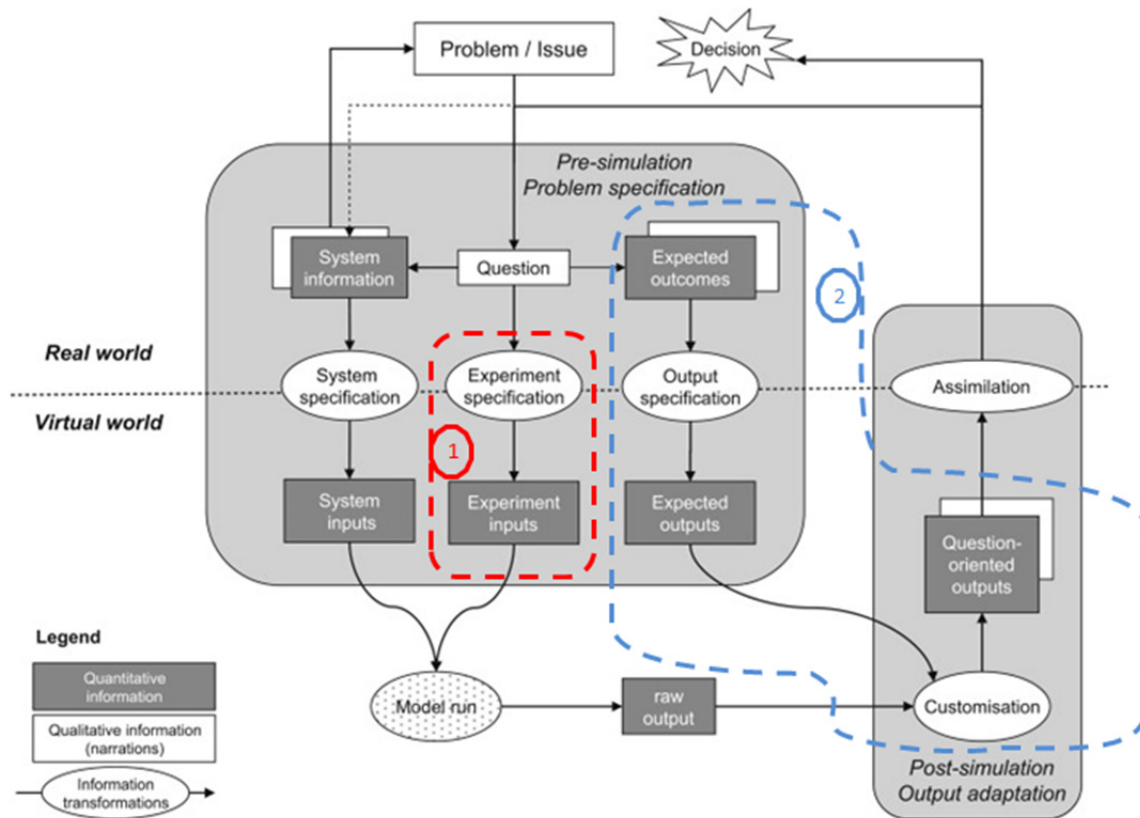 Problem / Issue
Decision
Pre-simulation
Problem specification
System
information
Question
Expected
outcomes
2
Real world
Virtual world
System
specification
Experiment
specification
Output
specification
Assimilation
1
System
inputs
Experiment
inputs
Expected
outputs
Question-
oriented
outputs
Legend
Quantitative
information
Qualitative information
(narrations)
Information
transformations
Model run
raw
output
Customisation
Post-simulation
Output adaptation